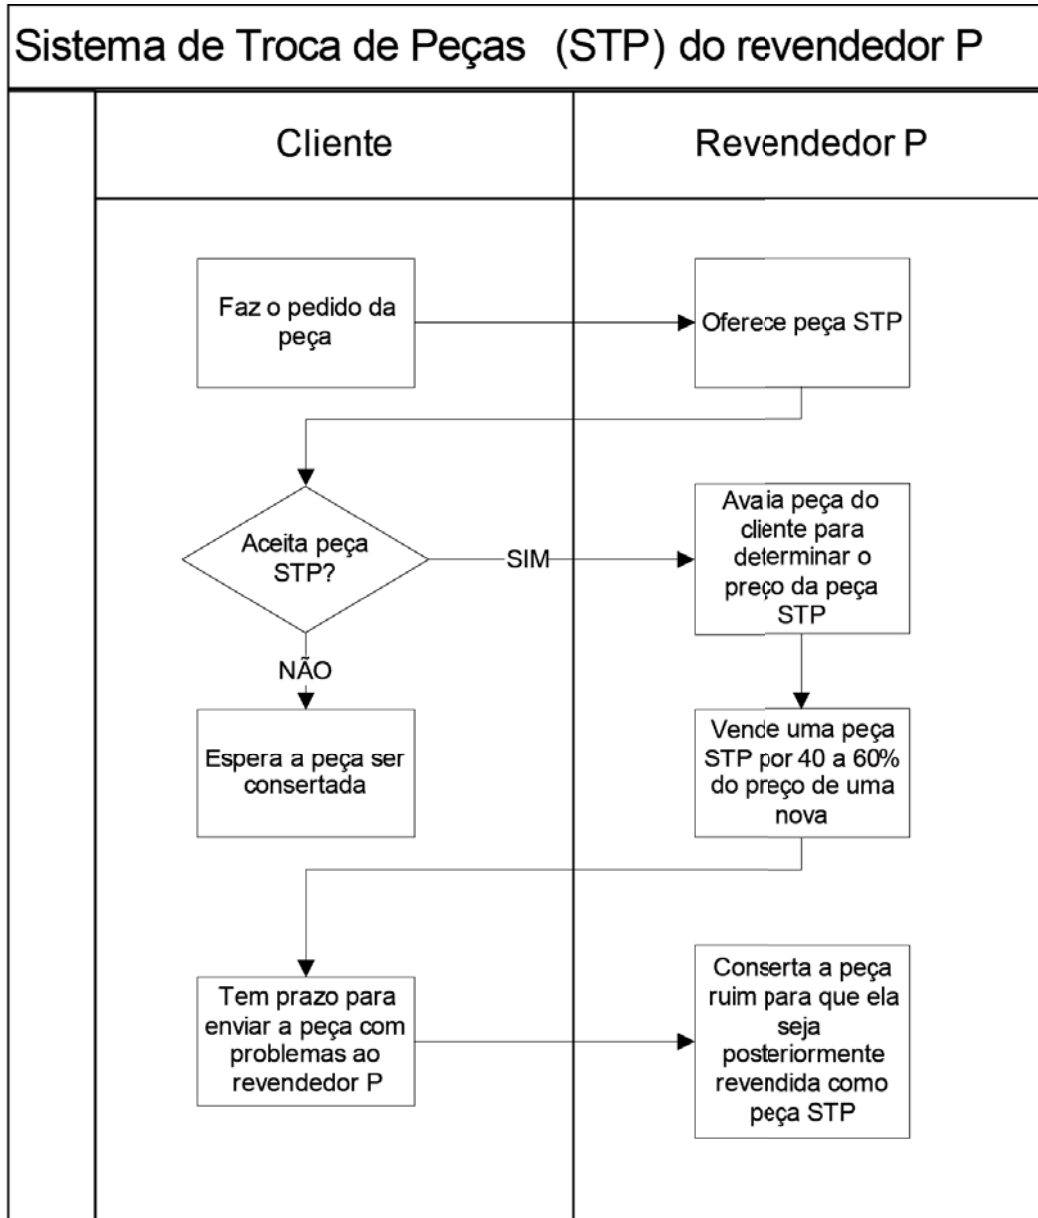 Sistema de Troca de Peças (STP) do revendedor P
Cliente
Revendedor P
Faz o pedido da
peça
Oferece peça STP
Aceita peça
STP?
SIM
NÃO
Avaia peça do
cliente para
determinar o
preço da peça
STP
Espera a peça ser
consertada
Vende uma peça
STP por 40 a 60%
do preço de uma
nova
Tem prazo para
enviar a peça com
problemas ao
revendedor P
Conserta a peça
ruim para que ela
seja
posteriormente
revendida como
peça STP